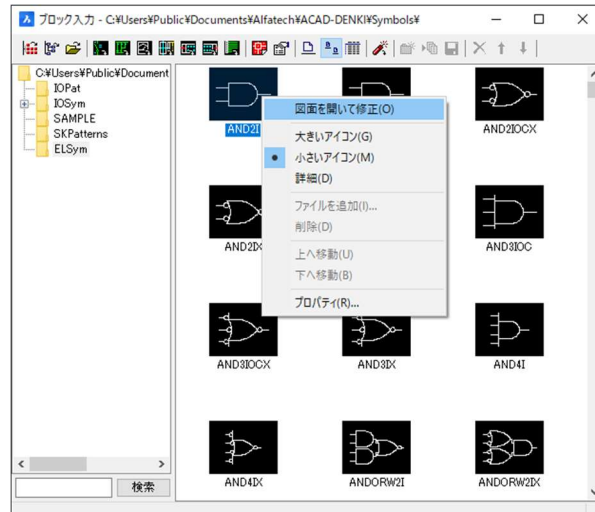 ブロック入力 - C:¥Users¥Public¥Documents¥Alfatech¥ACAD-DENKI¥Symbols¥
C:¥Users¥Public¥Document
IOPat
IOSym
SAMPLE
SKPatterns
ELSym
AND2I
AND2IOCX
図面を開いて修正(O)
大きいアイコン(G)
小さいアイコン(M)
詳細(D)
ファイルを追加(I)...
削除(D)
上へ移動(U)
下へ移動(B)
プロパティ(R)...
AND2IX
AND3IOC
AND3IOCX
AND3IX
AND4I
AND4IX
ANDORW2I
ANDORW2IX
検索